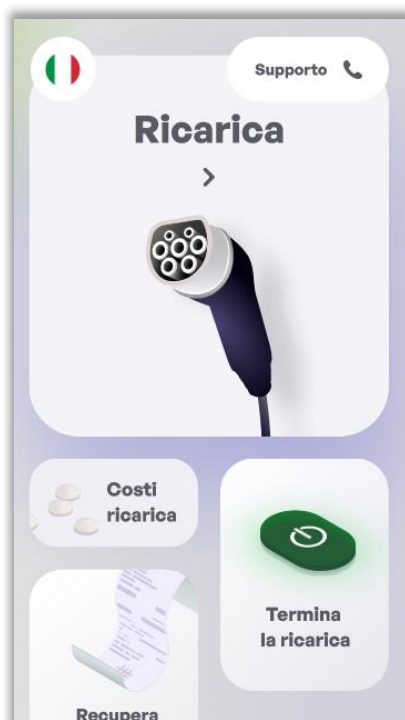 Supporto
Ricarica
Costi
ricarica
Termina
la ricarica
Recupera